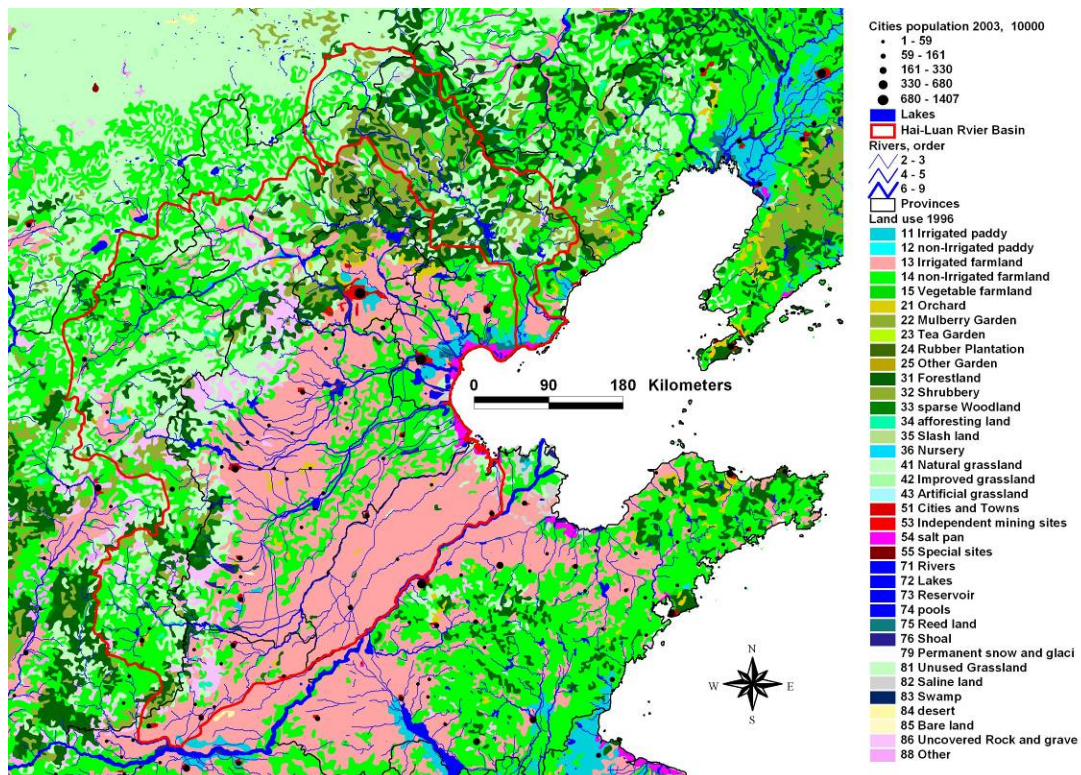 Cities population 2003, 10000
1 - 59
59 - 161
161 - 330
330 - 680
680 - 1407
Lakes
Hai-Luan Rvier Basin
Rivers, order
2 - 3
4 - 5
6 - 9
Provinces
Land use 1996
11 Irrigated paddy
12 non-Irrigated paddy
13 Irrigated farmland
14 non-Irrigated farmland
15 Vegetable farmland
21 Orchard
22 Mulberry Garden
23 Tea Garden
24 Rubber Plantation
25 Other Garden
31 Forestland
32 Shrubbery
33 sparse Woodland
34 afforesting land
35 Slash land
36 Nursery
41 Natural grassland
42 Improved grassland
43 Artificial grassland
51 Cities and Towns
53 Independent mining sites
54 salt pan
55 Special sites
71 Rivers
72 Lakes
73 Reservoir
74 pools
75 Reed land
76 Shoal
79 Permanent snow and glaci
81 Unused Grassland
82 Saline land
83 Swamp
84 desert
85 Bare land
86 Uncovered Rock and grave
88 Other
0 90 180 Kilometers
N
W E
S